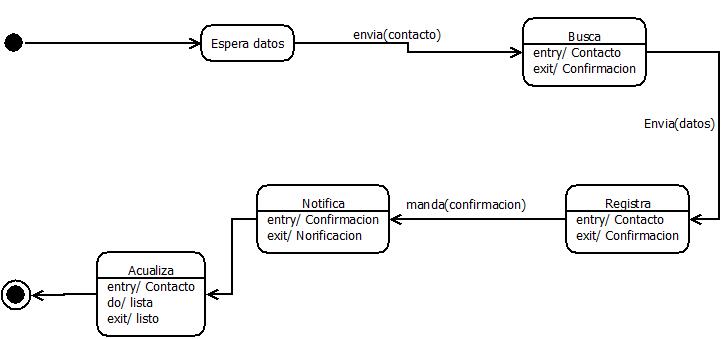 Espera datos
envia(contacto)
Busca
entry/ Contacto
exit/ Confirmacion
Envia(datos)
Registra
entry/ Contacto
exit/ Confirmacion
manda(confirmacion)
Notifica
entry/ Confirmacion
exit/ Norificacion
Acualiza
entry/ Contacto
do/ lista
exit/ listo